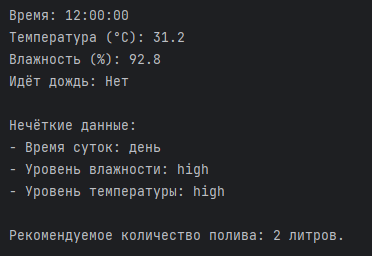 Время: 12:00:00
Температура (°C): 31.2
Влажность (%): 92.8
Идёт дождь: Нет
Нечёткие данные:
- Время суток: день
- Уровень влажности: high
- Уровень температуры: high
Рекомендуемое количество полива: 2 литров.